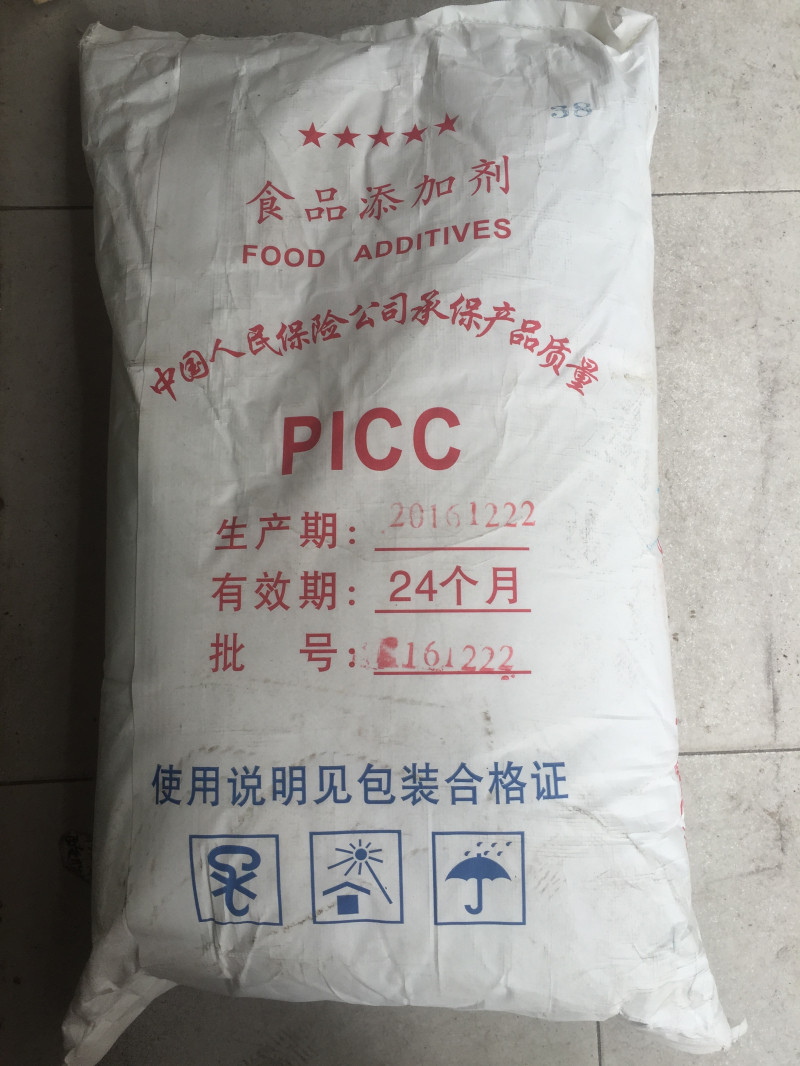 38
★★★★★
食品添加剂
FOOD ADDITIVES
中国人民保险公司承保产品质量
PICC
生产期：20161222
有效期：24个月
批 号：161222
使用说明见包装合格证